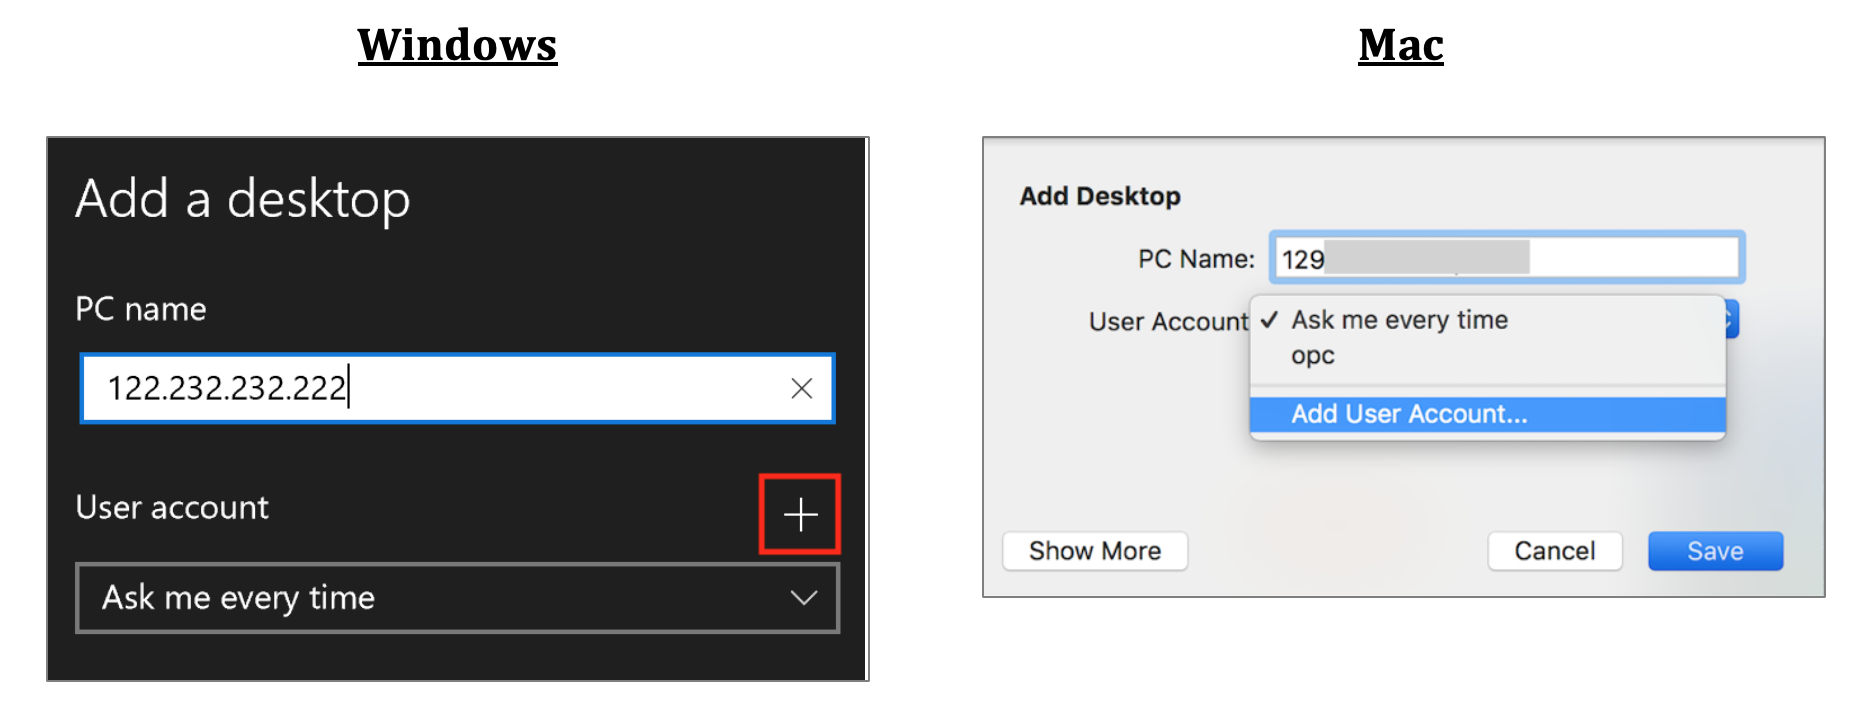 Windows
Mac
Add a desktop
PC name
122.232.232.222
User account
Ask me every time
Add Desktop
PC Name: 129
User Account ✓ Ask me every time
opc
Add User Account...
Show More
Cancel
Save